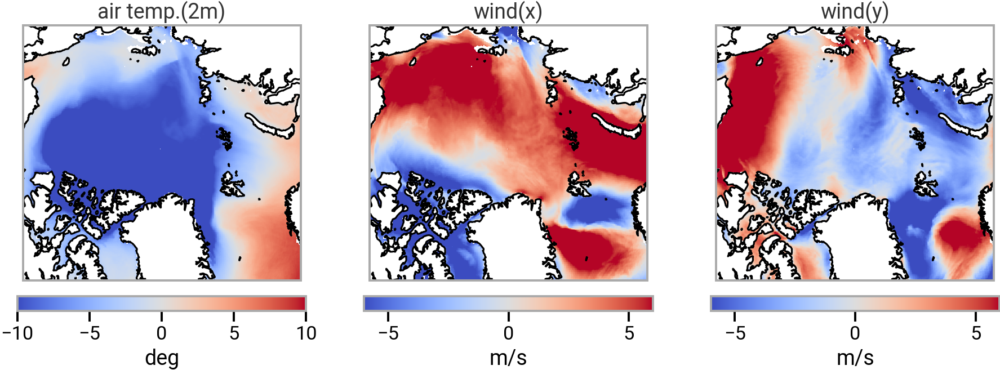 air temp.(2m) wind(x) wind(y)
−10 −5 0 5 10 −5 0 5 −5 0 5
deg m/s m/s